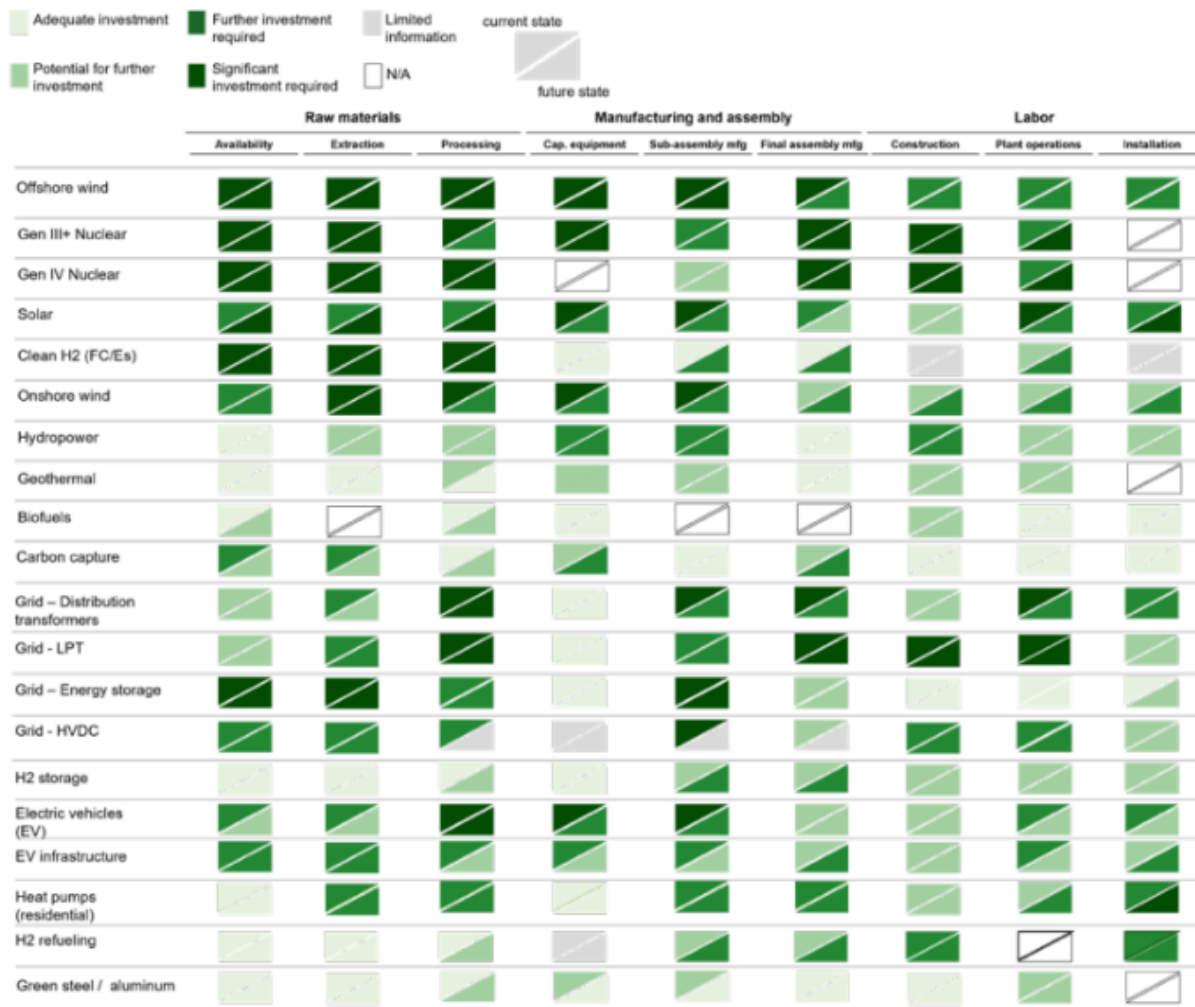 Adequate investment
Further investment
required
Limited
information
current state
Potential for further
investment
Significant
investment required
N/A
future state
Raw materials
Manufacturing and assembly
Labor
Availability
Extraction
Processing
Cap. equipment
Sub-assembly mfg
Final assembly mfg
Construction
Plant operations
Installation
Offshore wind
Gen III+ Nuclear
Gen IV Nuclear
Solar
Clean H2 (FC/Es)
Onshore wind
Hydropower
Geothermal
Biofuels
Carbon capture
Grid – Distribution
transformers
Grid - LPT
Grid – Energy storage
Grid - HVDC
H2 storage
Electric vehicles
(EV)
EV infrastructure
Heat pumps
(residential)
H2 refueling
Green steel / aluminum